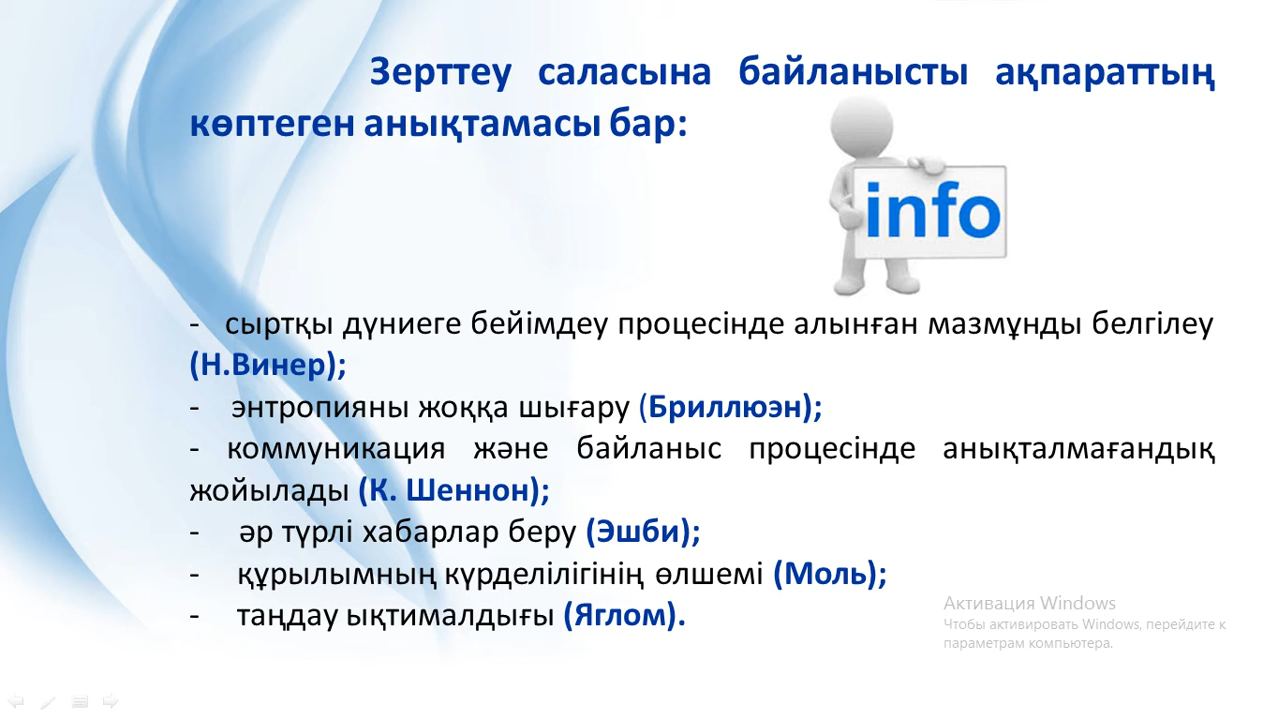 Зерттеу саласына байланысты ақпараттың
көптеген анықтамасы бар:
info
- сыртқы дүниеге бейімдеу процесінде алынған мазмұнды белгілеу
(Н.Винер);
- энтропияны жоққа шығару (Бриллюэн);
- коммуникация және байланыс процесінде анықталмағандық
жойылады (К. Шеннон);
- әр түрлі хабарлар беру (Эшби);
- құрылымның күрделілігінің өлшемі (Моль);
- таңдау ықтималдығы (Яглом).
Активация Windows
Чтобы активировать Windows, перейдите к
параметрам компьютера.